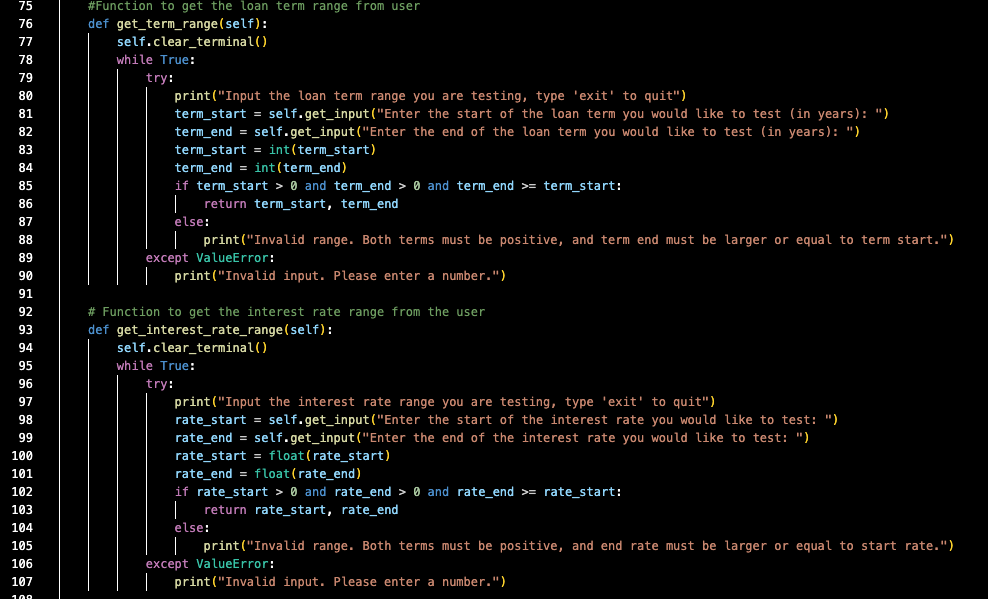 75 #Function to get the loan term range from user
76 def get_term_range(self):
77 self.clear_terminal()
78 while True:
79 try:
80 print("Input the loan term range you are testing, type 'exit' to quit")
81 term_start = self.get_input("Enter the start of the loan term you would like to test (in years): ")
82 term_end = self.get_input("Enter the end of the loan term you would like to test (in years): ")
83 term_start = int(term_start)
84 term_end = int(term_end)
85 if term_start > 0 and term_end > 0 and term_end >= term_start:
86 return term_start, term_end
87 else:
88 print("Invalid range. Both terms must be positive, and term end must be larger or equal to term start.")
89 except ValueError:
90 print("Invalid input. Please enter a number.")
91
92 # Function to get the interest rate range from the user
93 def get_interest_rate_range(self):
94 self.clear_terminal()
95 while True:
96 try:
97 print("Input the interest rate range you are testing, type 'exit' to quit")
98 rate_start = self.get_input("Enter the start of the interest rate you would like to test: ")
99 rate_end = self.get_input("Enter the end of the interest rate you would like to test: ")
100 rate_start = float(rate_start)
101 rate_end = float(rate_end)
102 if rate_start > 0 and rate_end > 0 and rate_end >= rate_start:
103 return rate_start, rate_end
104 else:
105 print("Invalid range. Both terms must be positive, and end rate must be larger or equal to start rate.")
106 except ValueError:
107 print("Invalid input. Please enter a number.")